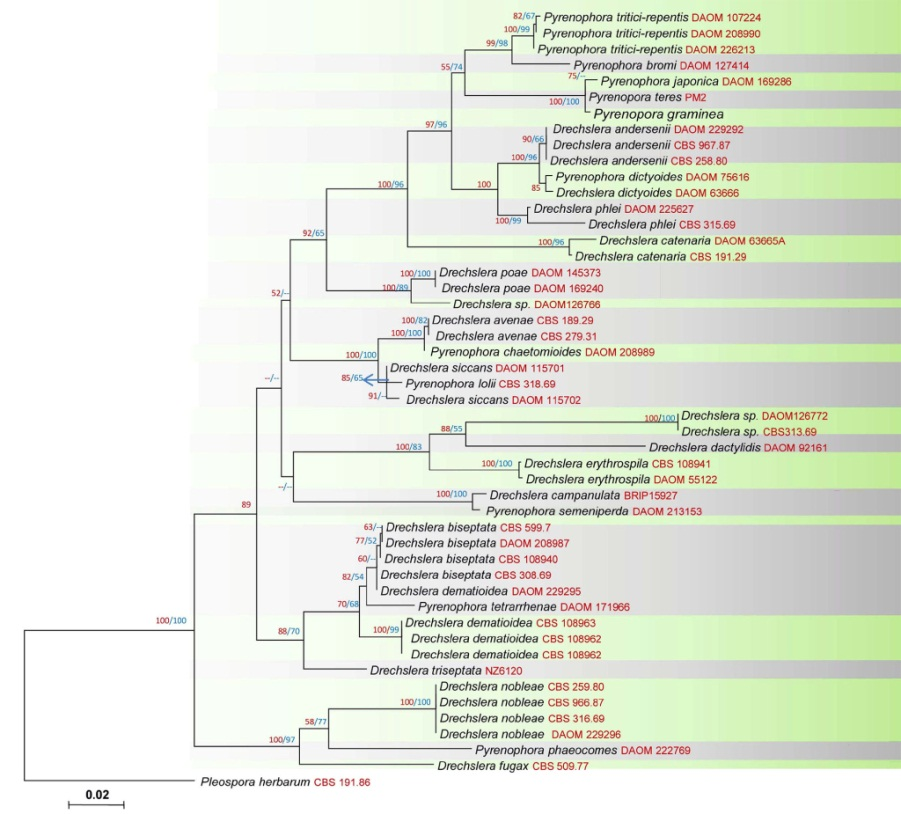 82/67
Pyrenophora tritici-repentis DAOM 107224
100/99
Pyrenophora tritici-repentis DAOM 208990
99/98
Pyrenophora tritici-repentis DAOM 226213
55/74
Pyrenophora bromi DAOM 127414
75/--
Pyrenophora japonica DAOM 169286
100/100
Pyrenopora teres PM2
Pyrenopora graminea
97/96
Drechslera andersenii DAOM 229292
90/66
Drechslera andersenii CBS 967.87
100/96
Drechslera andersenii CBS 258.80
100/96
100
Pyrenophora dictyoides DAOM 75616
85
Drechslera dictyoides DAOM 63666
Drechslera phlei DAOM 225627
100/99
Drechslera phlei CBS 315.69
92/65
100/96
Drechslera catenaria DAOM 63665A
Drechslera catenaria CBS 191.29
100/100
Drechslera poae DAOM 145373
100/89
Drechslera poae DAOM 169240
52/--
Drechslera sp. DAOM126766
100/82
Drechslera avenae CBS 189.29
100/100
Drechslera avenae CBS 279.31
100/100
Pyrenophora chaetomioides DAOM 208989
Drechslera siccans DAOM 115701
--/--
85/65
Pyrenophora lolii CBS 318.69
91/--
Drechslera siccans DAOM 115702
100/100
Drechslera sp. DAOM126772
88/55
Drechslera sp. CBS313.69
100/83
Drechslera dactylidis DAOM 92161
100/100
Drechslera erythrospila CBS 108941
Drechslera erythrospila DAOM 55122
--/--
100/100
Drechslera campanulata BRIP15927
89
Pyrenophora semeniperda DAOM 213153
63/--
Drechslera biseptata CBS 599.7
77/52
Drechslera biseptata DAOM 208987
60/--
Drechslera biseptata CBS 108940
82/54
Drechslera biseptata CBS 308.69
Drechslera dematioidea DAOM 229295
70/68
Pyrenophora tetrarrhenae DAOM 171966
100/100
88/70
100/99
Drechslera dematioidea CBS 108963
Drechslera dematioidea CBS 108962
Drechslera dematioidea CBS 108962
Drechslera triseptata NZ6120
Drechslera nobleae CBS 259.80
100/100
Drechslera nobleae CBS 966.87
58/77
Drechslera nobleae CBS 316.69
100/97
Drechslera nobleae DAOM 229296
Pyrenophora phaeocomes DAOM 222769
Drechslera fugax CBS 509.77
Pleospora herbarum CBS 191.86
0.02